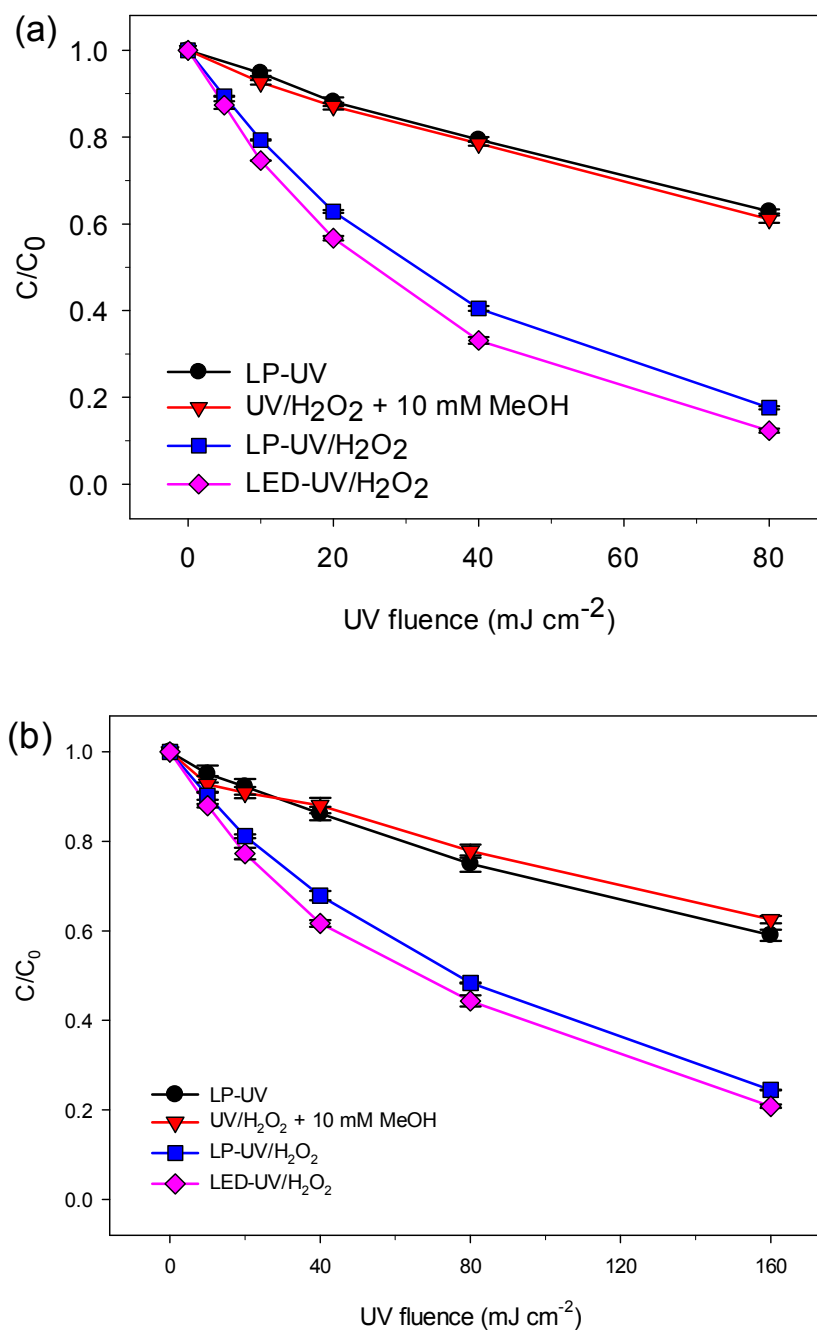 (a)
1.0
0.8
0.6
0.4
0.2
0.0
C/C₀
LP-UV
UV/H₂O₂ + 10 mM MeOH
LP-UV/H₂O₂
LED-UV/H₂O₂
0 20 40 60 80
UV fluence (mJ cm⁻²)
(b)
1.0
0.8
0.6
0.4
0.2
0.0
C/C₀
LP-UV
UV/H₂O₂ + 10 mM MeOH
LP-UV/H₂O₂
LED-UV/H₂O₂
0 40 80 120 160
UV fluence (mJ cm⁻²)